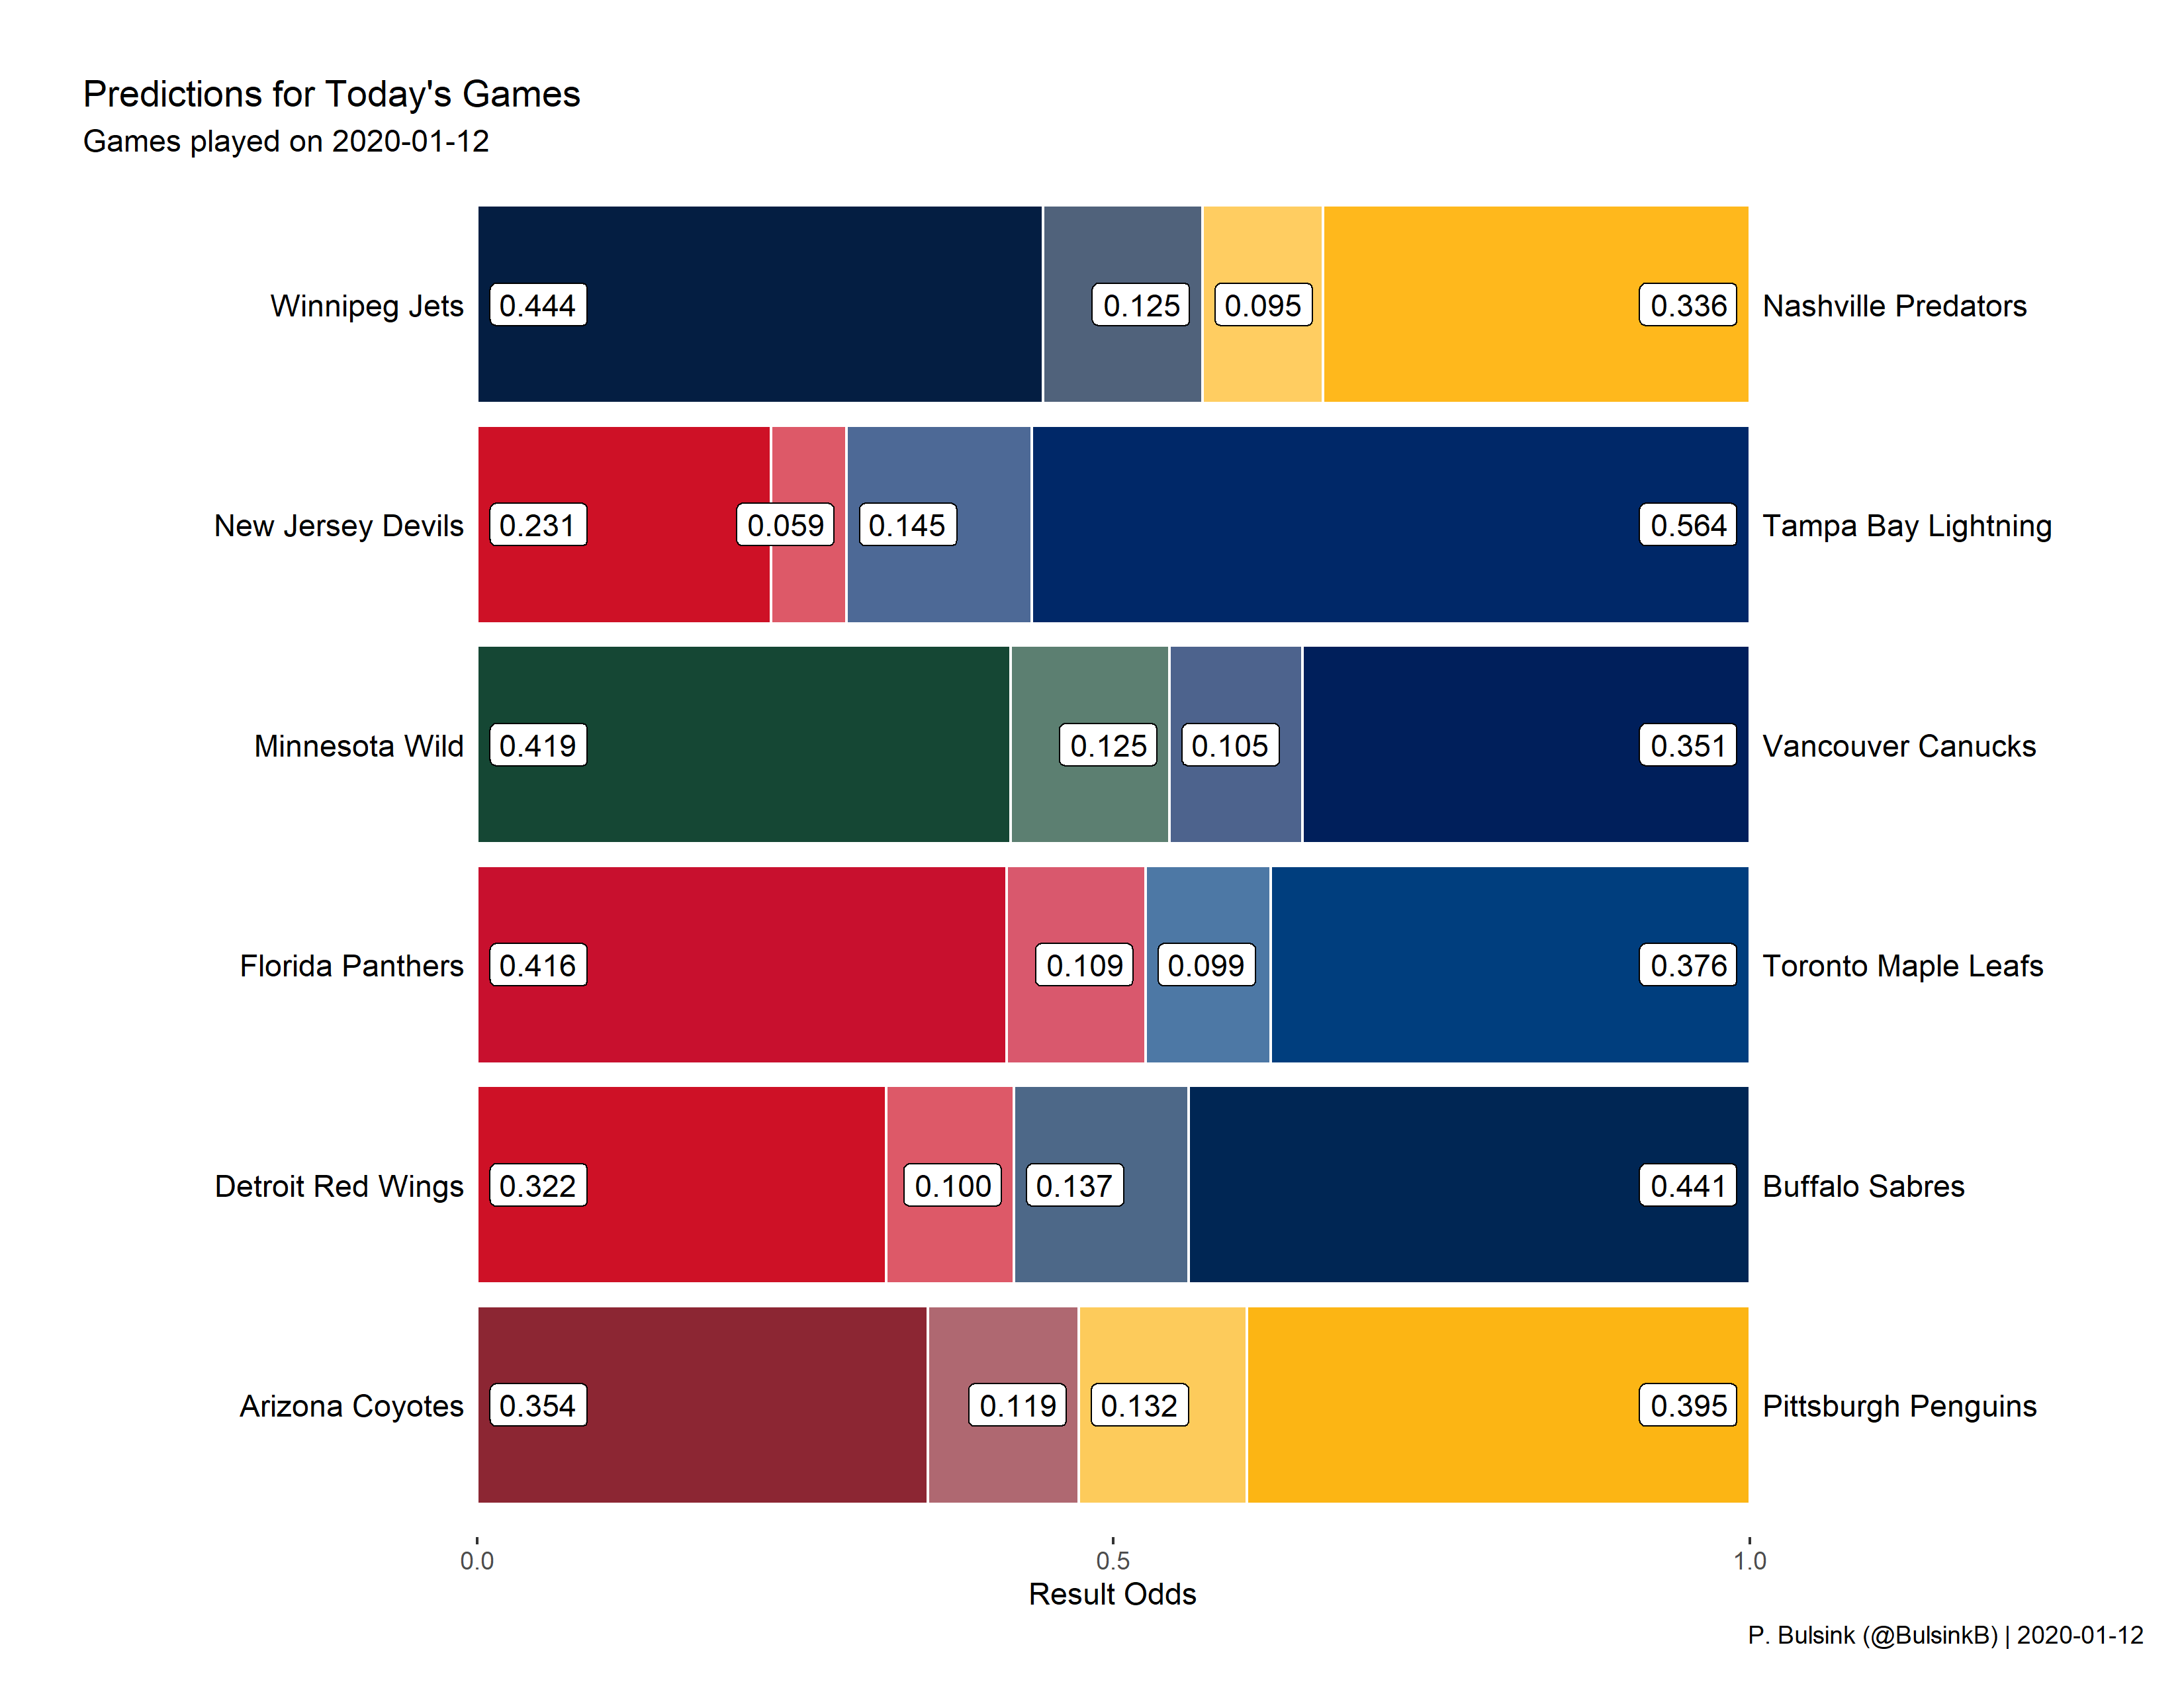 Predictions for Today's Games
Games played on 2020-01-12
Winnipeg Jets 0.444 0.125 0.095 0.336 Nashville Predators
New Jersey Devils 0.231 0.059 0.145 0.564 Tampa Bay Lightning
Minnesota Wild 0.419 0.125 0.105 0.351 Vancouver Canucks
Florida Panthers 0.416 0.109 0.099 0.376 Toronto Maple Leafs
Detroit Red Wings 0.322 0.100 0.137 0.441 Buffalo Sabres
Arizona Coyotes 0.354 0.119 0.132 0.395 Pittsburgh Penguins
0.0 0.5 1.0
Result Odds
P. Bulsink (@BulsinkB) | 2020-01-12